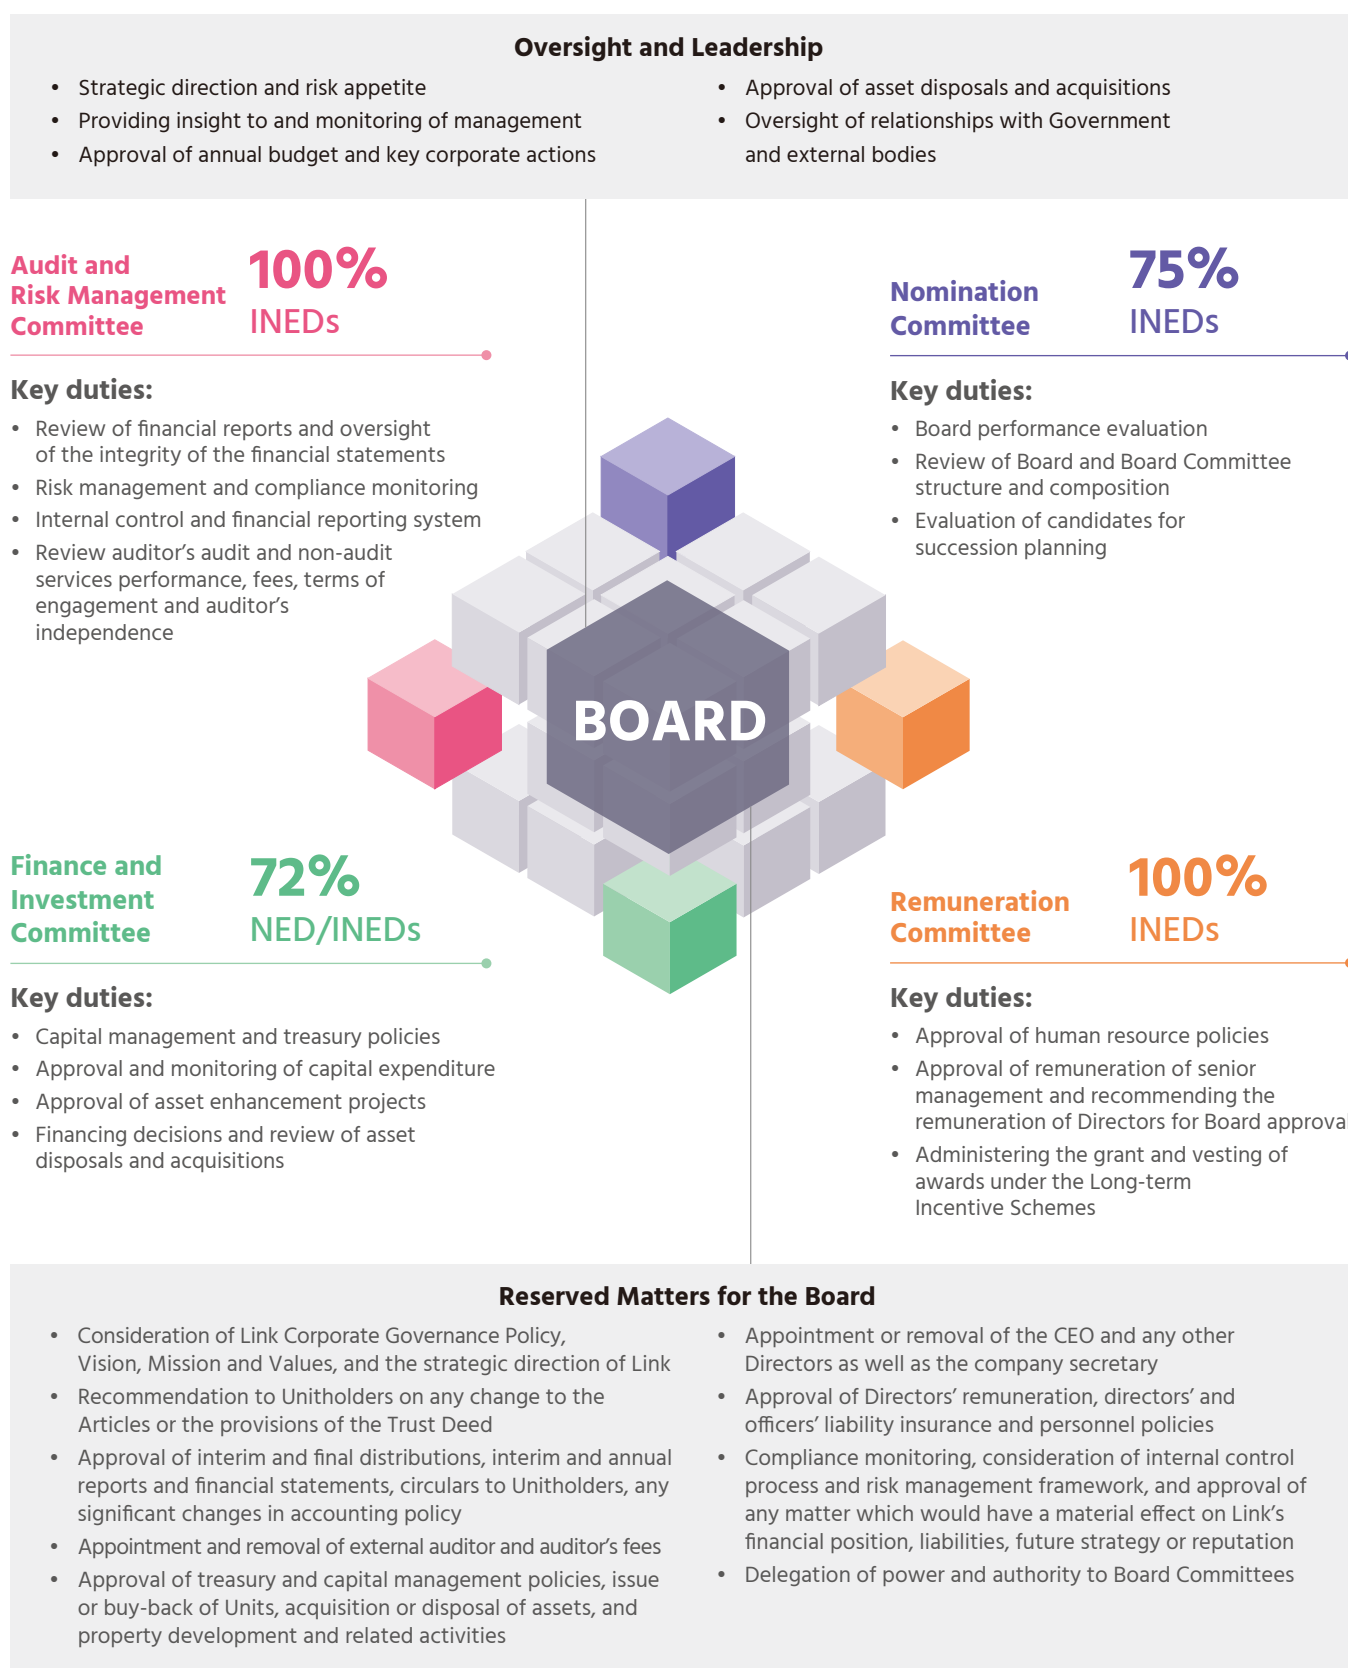 Oversight and Leadership
• Strategic direction and risk appetite
• Providing insight to and monitoring of management
• Approval of annual budget and key corporate actions
• Approval of asset disposals and acquisitions
• Oversight of relationships with Government
and external bodies
Audit and
Risk Management
Committee
100%
INEDs
Key duties:
• Review of financial reports and oversight
of the integrity of the financial statements
• Risk management and compliance monitoring
• Internal control and financial reporting system
• Review auditor’s audit and non-audit
services performance, fees, terms of
engagement and auditor’s
independence
Nomination
Committee
75%
INEDs
Key duties:
• Board performance evaluation
• Review of Board and Board Committee
structure and composition
• Evaluation of candidates for
succession planning
BOARD
Finance and
Investment
Committee
72%
NED/INEDs
Key duties:
• Capital management and treasury policies
• Approval and monitoring of capital expenditure
• Approval of asset enhancement projects
• Financing decisions and review of asset
disposals and acquisitions
Remuneration
Committee
100%
INEDs
Key duties:
• Approval of human resource policies
• Approval of remuneration of senior
management and recommending the
remuneration of Directors for Board approval
• Administering the grant and vesting of
awards under the Long-term
Incentive Schemes
Reserved Matters for the Board
• Consideration of Link Corporate Governance Policy,
Vision, Mission and Values, and the strategic direction of Link
• Recommendation to Unitholders on any change to the
Articles or the provisions of the Trust Deed
• Approval of interim and final distributions, interim and annual
reports and financial statements, circulars to Unitholders, any
significant changes in accounting policy
• Appointment and removal of external auditor and auditor’s fees
• Approval of treasury and capital management policies, issue
or buy-back of Units, acquisition or disposal of assets, and
property development and related activities
• Appointment or removal of the CEO and any other
Directors as well as the company secretary
• Approval of Directors’ remuneration, directors’ and
officers’ liability insurance and personnel policies
• Compliance monitoring, consideration of internal control
process and risk management framework, and approval of
any matter which would have a material effect on Link’s
financial position, liabilities, future strategy or reputation
• Delegation of power and authority to Board Committees